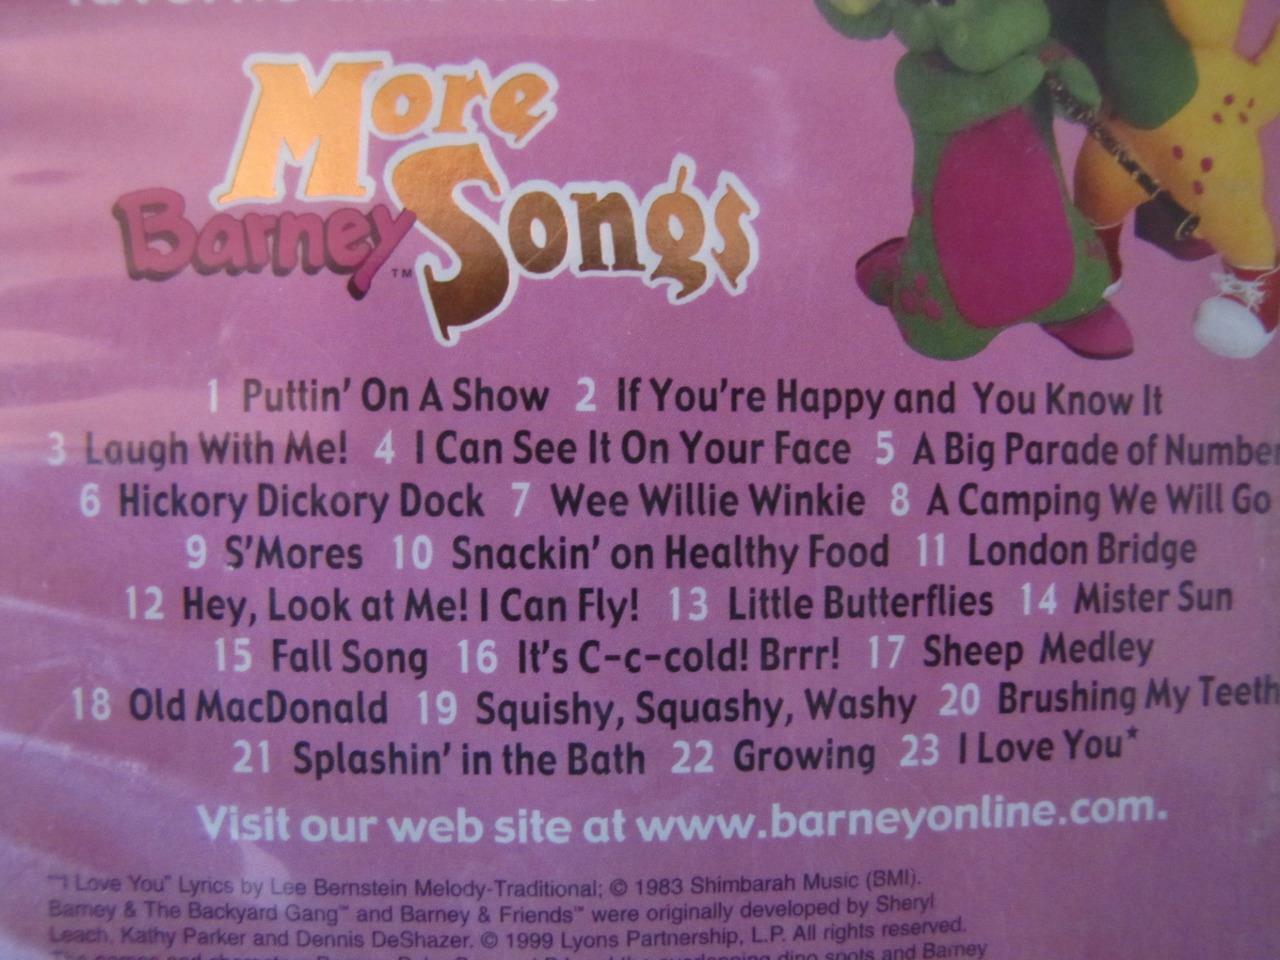 More
Barney™ Songs
1 Puttin' On A Show 2 If You're Happy and You Know It
3 Laugh With Me! 4 I Can See It On Your Face 5 A Big Parade of Number
6 Hickory Dickory Dock 7 Wee Willie Winkie 8 A Camping We Will Go
9 S'Mores 10 Snackin' on Healthy Food 11 London Bridge
12 Hey, Look at Me! I Can Fly! 13 Little Butterflies 14 Mister Sun
15 Fall Song 16 It's C-c-cold! Brrr! 17 Sheep Medley
18 Old MacDonald 19 Squishy, Squashy, Washy 20 Brushing My Teeth
21 Splashin' in the Bath 22 Growing 23 I Love You*
Visit our web site at www.barneyonline.com.
*"I Love You" Lyrics by Lee Bernstein Melody-Traditional; © 1983 Shimbarah Music (BMI).
Barney & The Backyard Gang™ and Barney & Friends™ were originally developed by Sheryl
Leach, Kathy Parker and Dennis DeShazer. © 1999 Lyons Partnership, L.P. All rights reserved.
the overlapping dino spots and Barney